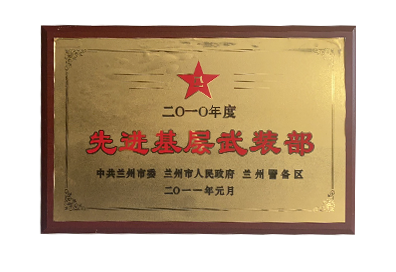 二〇一〇年度
先进基层武装部
中共兰州市委 兰州市人民政府 兰州警备区
二〇一一年元月